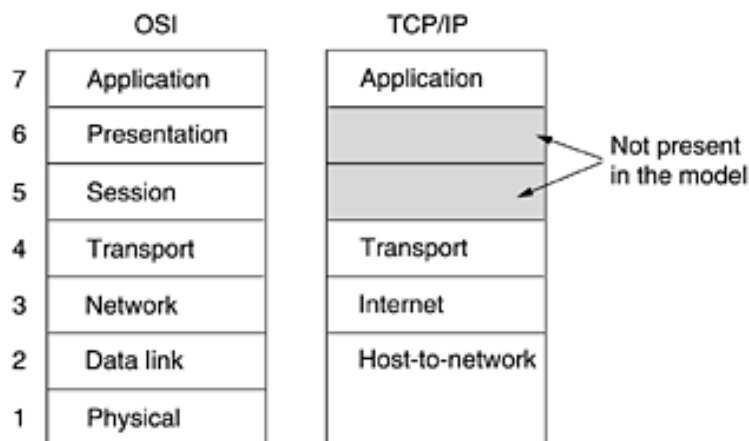 OSI TCP/IP
7 Application Application
6 Presentation
Not present
in the model
5 Session
4 Transport Transport
3 Network Internet
2 Data link Host-to-network
1 Physical